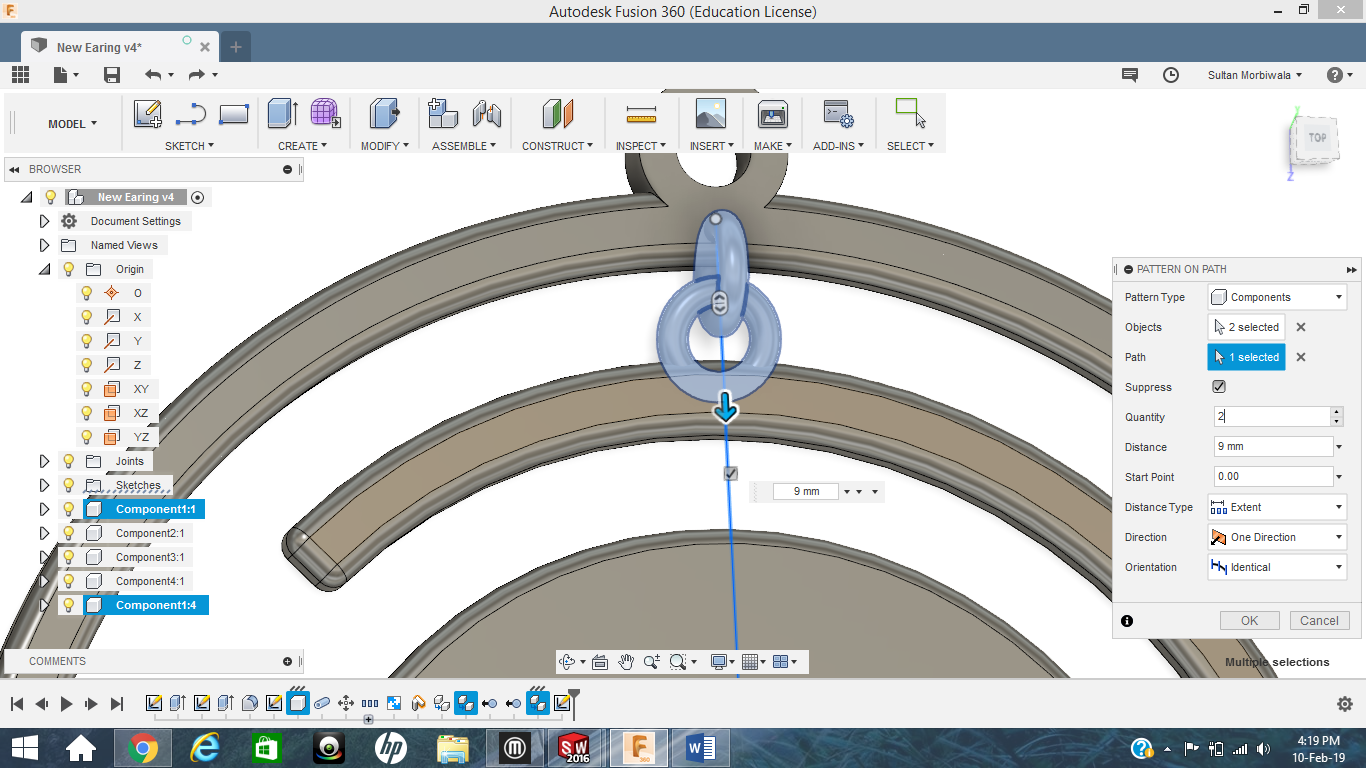 Autodesk Fusion 360 (Education License)
New Earing v4*
Sultan Morbiwala
MODEL
SKETCH
CREATE
MODIFY
ASSEMBLE
CONSTRUCT
INSPECT
INSERT
MAKE
ADD-INS
SELECT
TOP
Y
Z
BROWSER
New Earing v4
Document Settings
Named Views
Origin
O
X
Y
Z
XY
XZ
YZ
Joints
Sketches
Component1:1
Component2:1
Component3:1
Component4:1
Component1:4
COMMENTS
9 mm
PATTERN ON PATH
Pattern Type Components
Objects 2 selected
Path 1 selected
Suppress
Quantity 2
Distance 9 mm
Start Point 0.00
Distance Type Extent
Direction One Direction
Orientation Identical
OK Cancel
Multiple selections
hp
SW
2016
F
360
W
4:19 PM
10-Feb-19